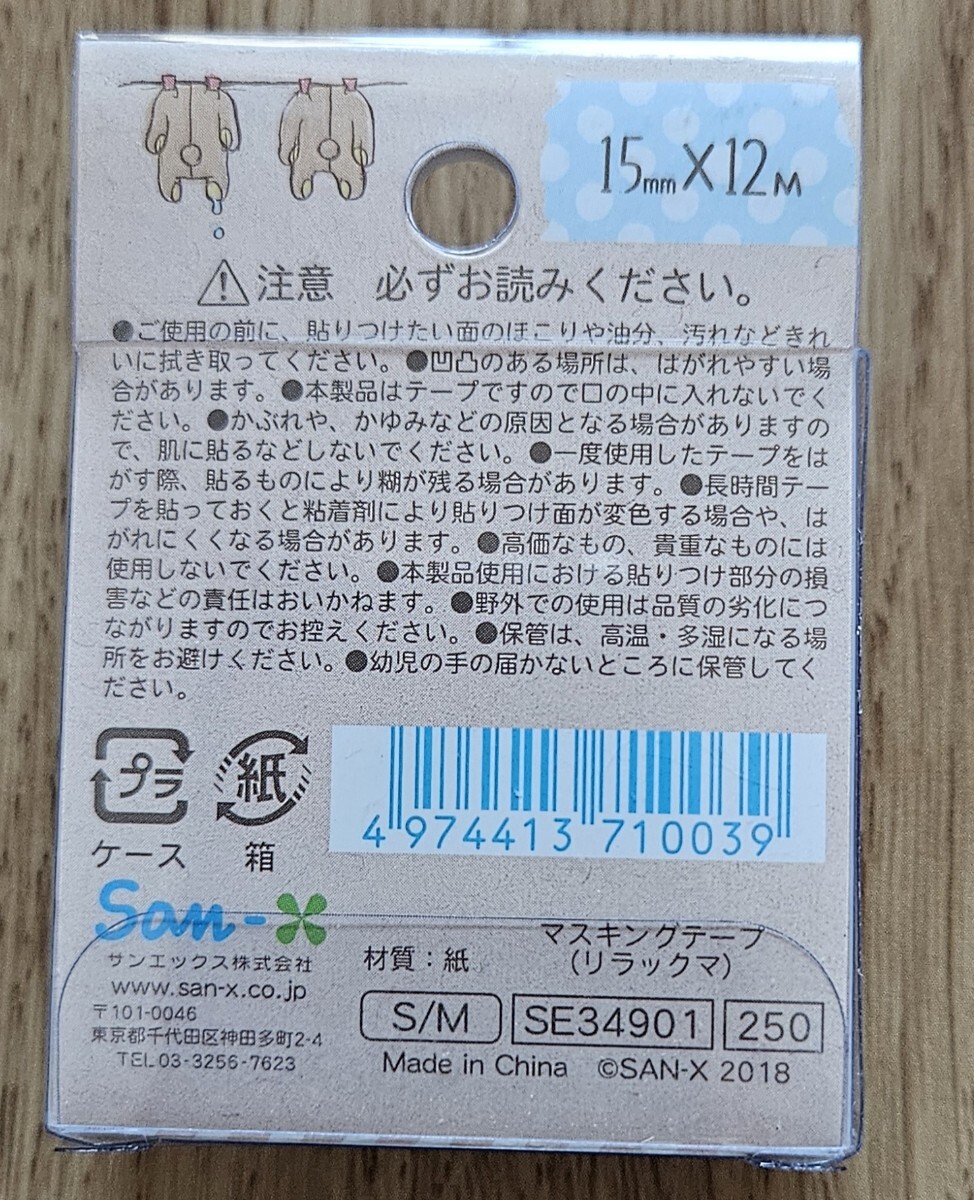 15mm X 12M
注意 必ずお読みください。
●ご使用の前に、貼りつけたい面のほこりや油分、汚れなどきれ
いに拭き取ってください。●凹凸のある場所は、はがれやすい場
合があります。●本製品はテープですので口の中に入れないでく
ださい。●かぶれや、かゆみなどの原因となる場合がありますの
で、肌に貼るなどしないでください。●一度使用したテープをは
がす際、貼るものにより糊が残る場合があります。●長時間テー
プを貼っておくと粘着剤により貼りつけ面が変色する場合や、は
がれにくくなる場合があります。●高価なもの、貴重なものには
使用しないでください。●本製品使用における貼りつけ部分の損
害などの責任はおいかねます。●野外での使用は品質の劣化につ
ながりますのでお控えください。●保管は、高温・多湿になる場
所をお避けください。●幼児の手の届かないところに保管してく
ださい。
プラ 紙
ケース 箱
4 974413 710039
San-X
サンエックス株式会社
www.san-x.co.jp
〒101-0046
東京都千代田区神田多町2-4
TEL 03-3256-7623
材質：紙
マスキングテープ
(リラックマ)
S/M SE34901 250
Made in China ©SAN-X 2018